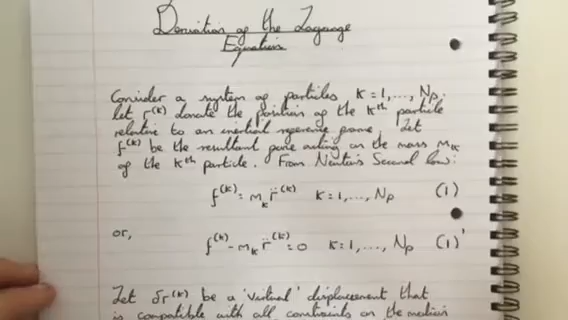 Derivation of the Lagrange
Equations
Consider a system of particles K = 1, ..., Np.
Let r^(k) denote the position of the Kth particle
relative to an inertial reference frame. Let
f^(k) be the resultant force acting on the mass m_k
of the Kth particle. From Newton's Second law:
f^(k) = m_k r̈^(k) K = 1, ..., Np (1)
or,
f^(k) - m_k r̈^(k) = 0 K = 1, ..., Np (1)'
Let δr^(k) be a 'virtual' displacement that
is compatible with all constraints on the motion